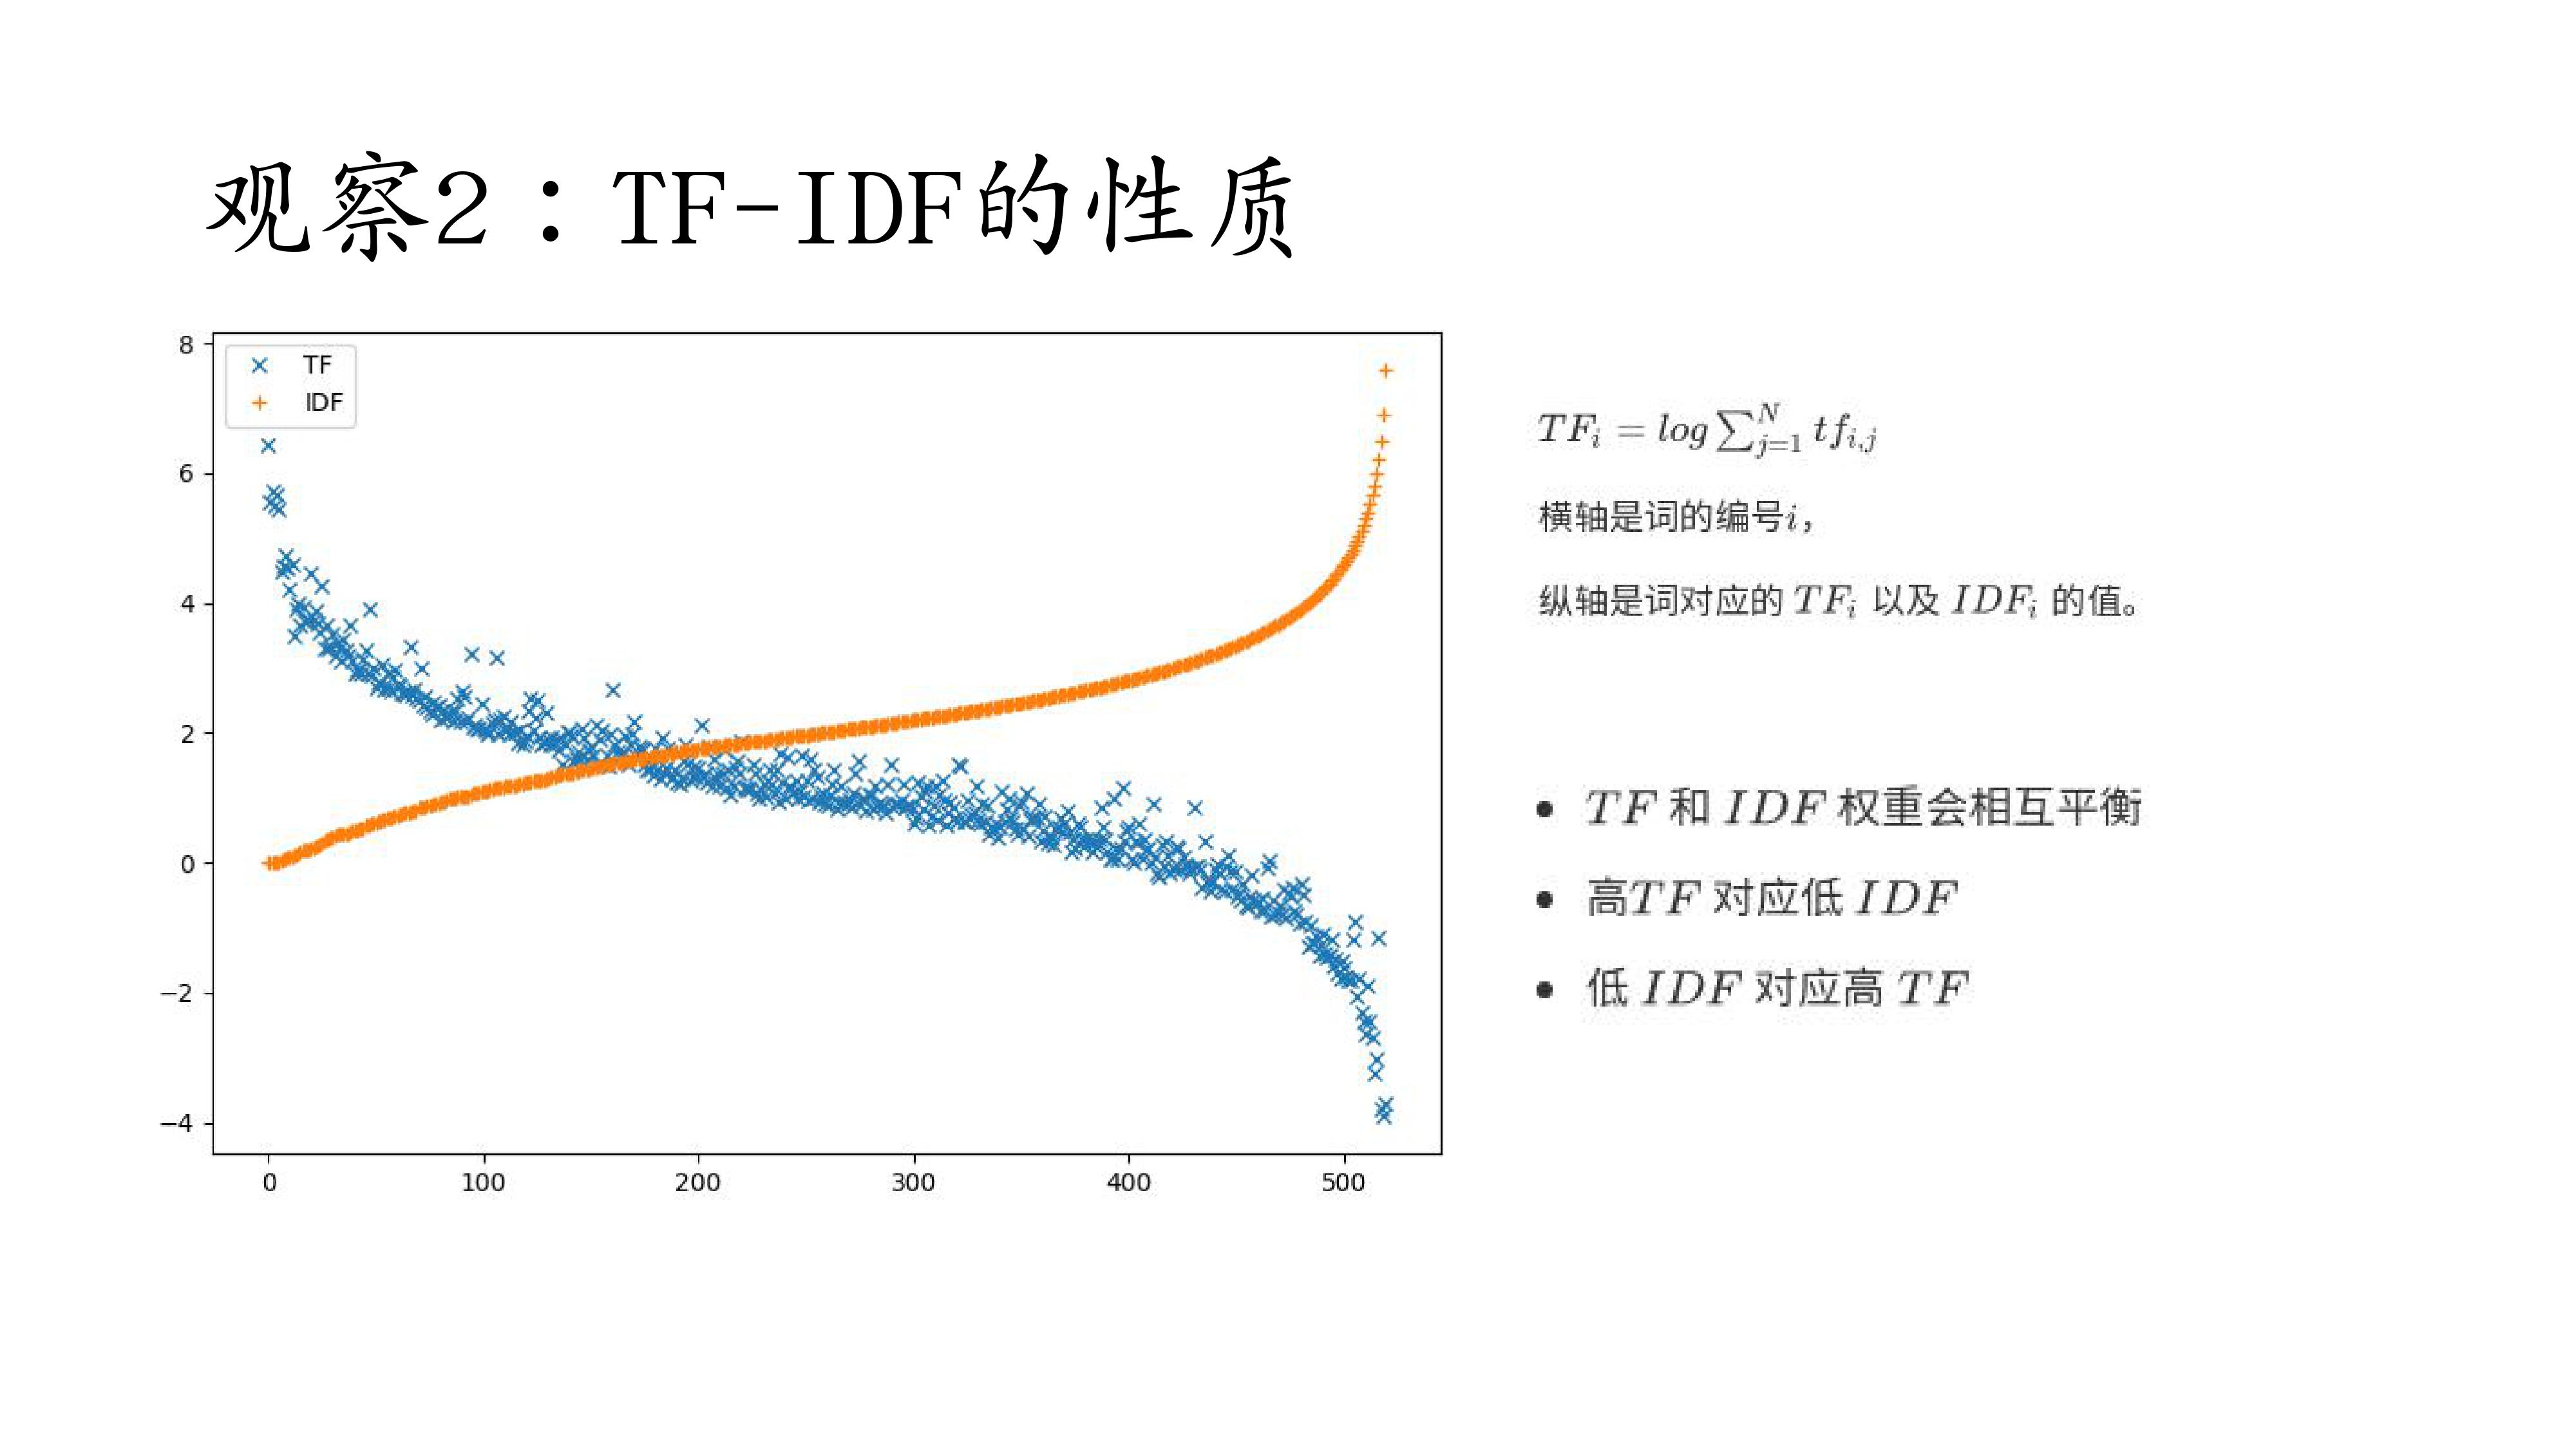 观察2：TF-IDF的性质
TF
IDF
8
6
4
2
0
−2
−4
0 100 200 300 400 500
TF_i = log ∑_{j=1}^{N} tf_{i,j}
横轴是词的编号i，
纵轴是词对应的 TF_i 以及 IDF_i 的值。
• TF 和 IDF 权重会相互平衡
• 高TF 对应低 IDF
• 低 IDF 对应高 TF